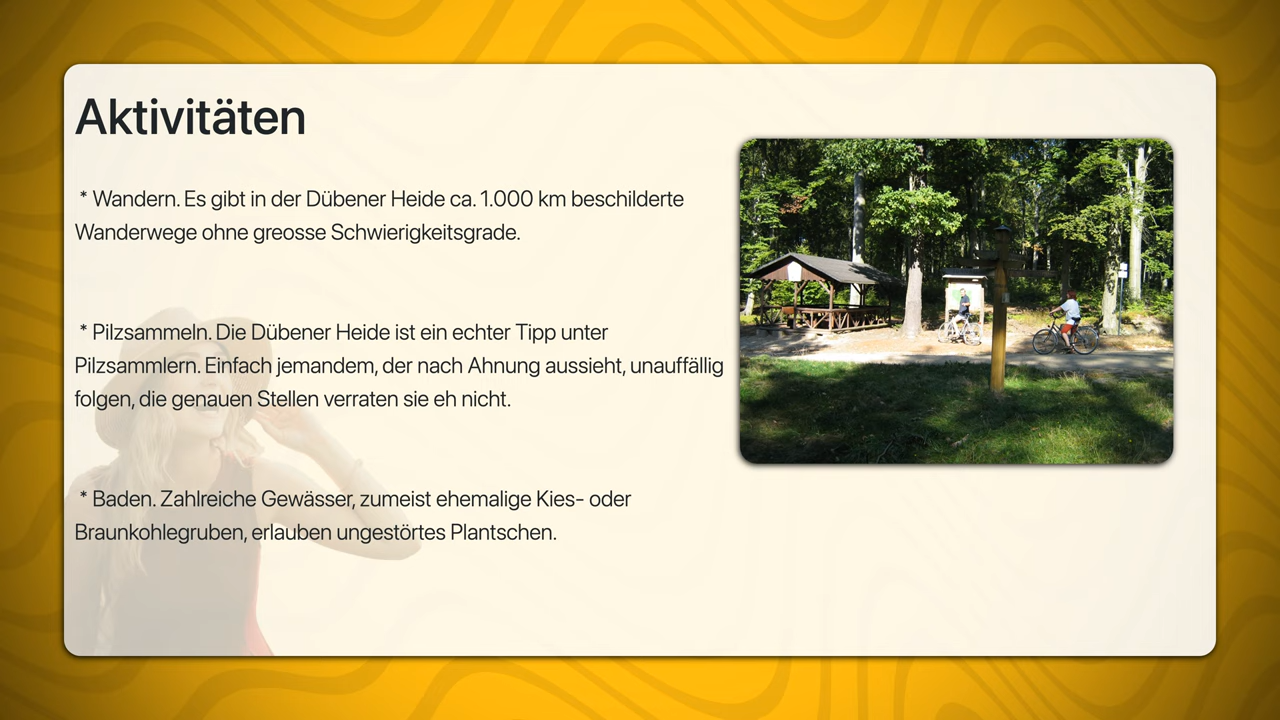 Aktivitäten
* Wandern. Es gibt in der Dübener Heide ca. 1.000 km beschilderte
Wanderwege ohne greosse Schwierigkeitsgrade.
* Pilzsammeln. Die Dübener Heide ist ein echter Tipp unter
Pilzsammlern. Einfach jemandem, der nach Ahnung aussieht, unauffällig
folgen, die genauen Stellen verraten sie eh nicht.
* Baden. Zahlreiche Gewässer, zumeist ehemalige Kies- oder
Braunkohlegruben, erlauben ungestörtes Plantschen.